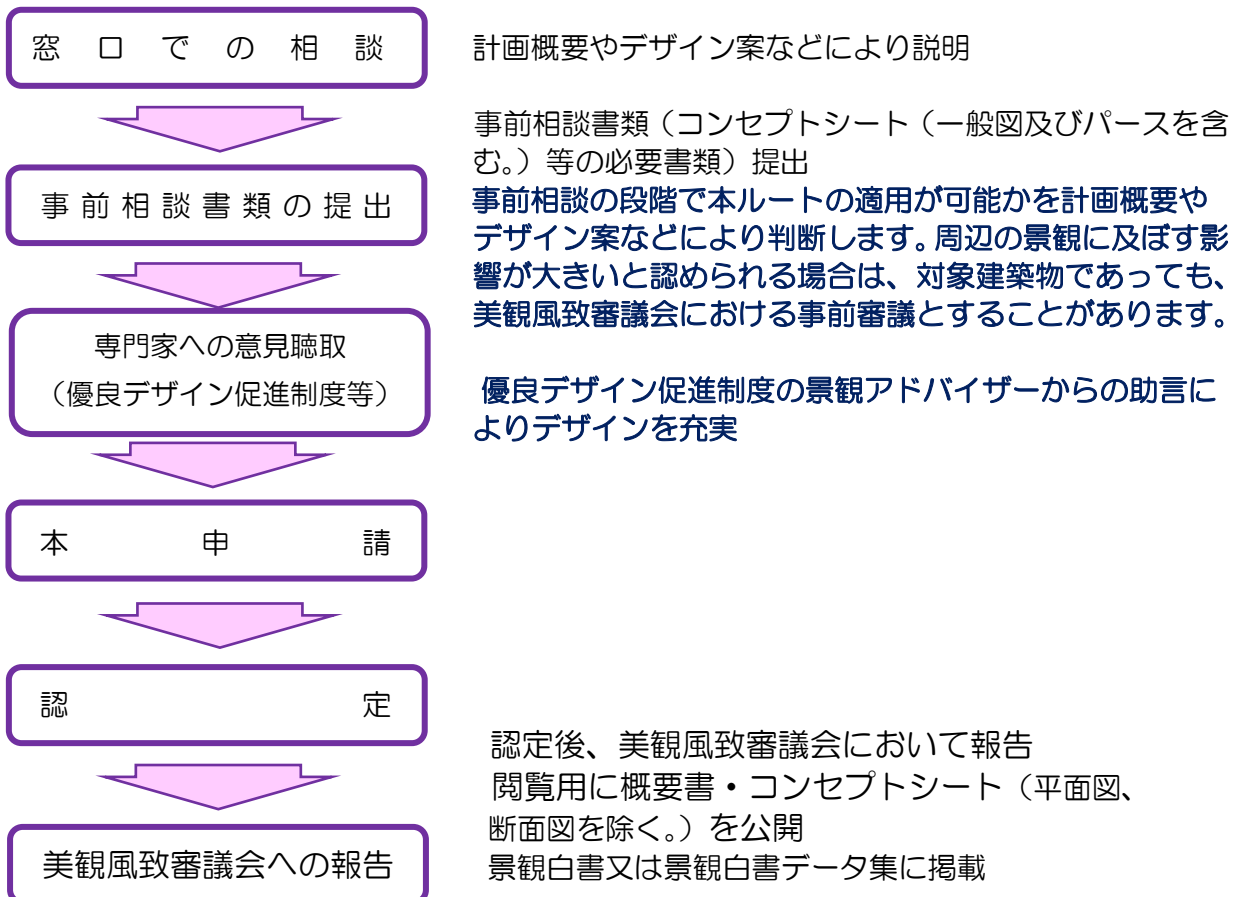 窓口での相談
計画概要やデザイン案などにより説明
事前相談書類（コンセプトシート（一般図及びパースを含
む。）等の必要書類）提出
事前相談書類の提出
事前相談の段階で本ルートの適用が可能かを計画概要や
デザイン案などにより判断します。周辺の景観に及ぼす影
響が大きいと認められる場合は、対象建築物であっても、
美観風致審議会における事前審議とすることがあります。
専門家への意見聴取
（優良デザイン促進制度等）
優良デザイン促進制度の景観アドバイザーからの助言に
よりデザインを充実
本申請
認定
認定後、美観風致審議会において報告
閲覧用に概要書・コンセプトシート（平面図、
断面図を除く。）を公開
景観白書又は景観白書データ集に掲載
美観風致審議会への報告